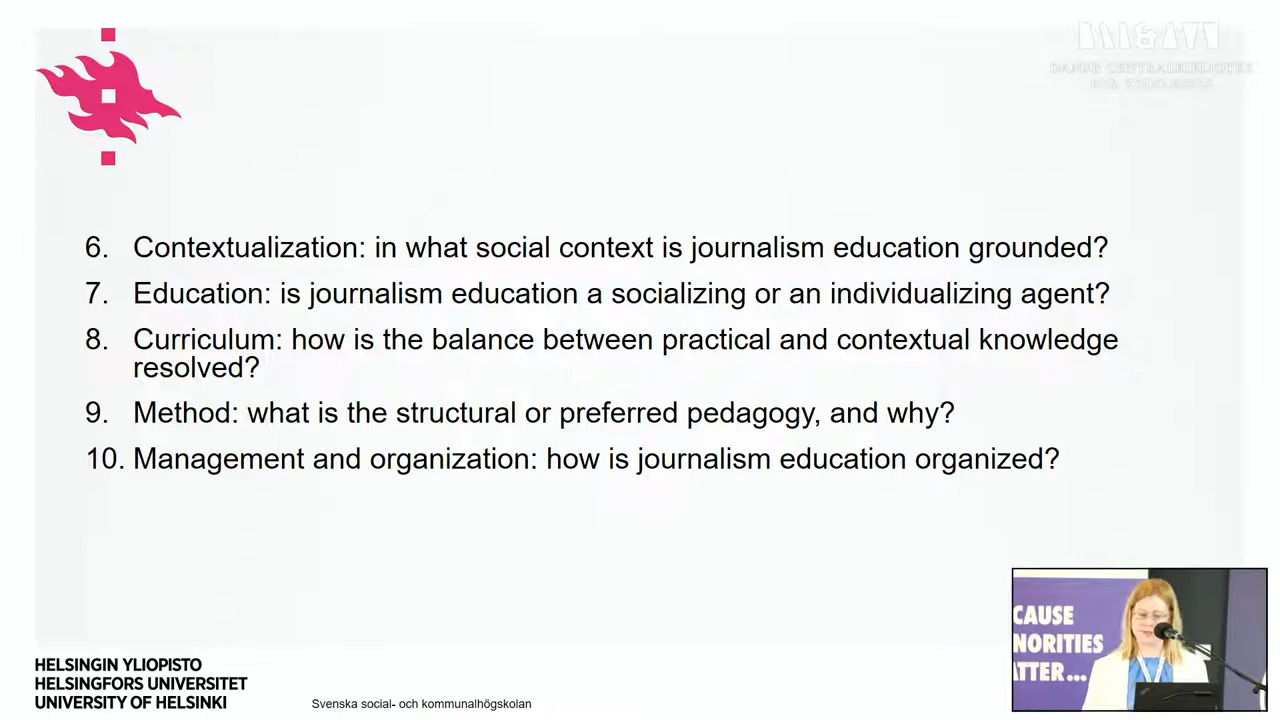 6. Contextualization: in what social context is journalism education grounded?
7. Education: is journalism education a socializing or an individualizing agent?
8. Curriculum: how is the balance between practical and contextual knowledge
resolved?
9. Method: what is the structural or preferred pedagogy, and why?
10. Management and organization: how is journalism education organized?
CAUSE
NORITIES
TTER...
HELSINGIN YLIOPISTO
HELSINGFORS UNIVERSITET
UNIVERSITY OF HELSINKI
Svenska social- och kommunalhögskolan